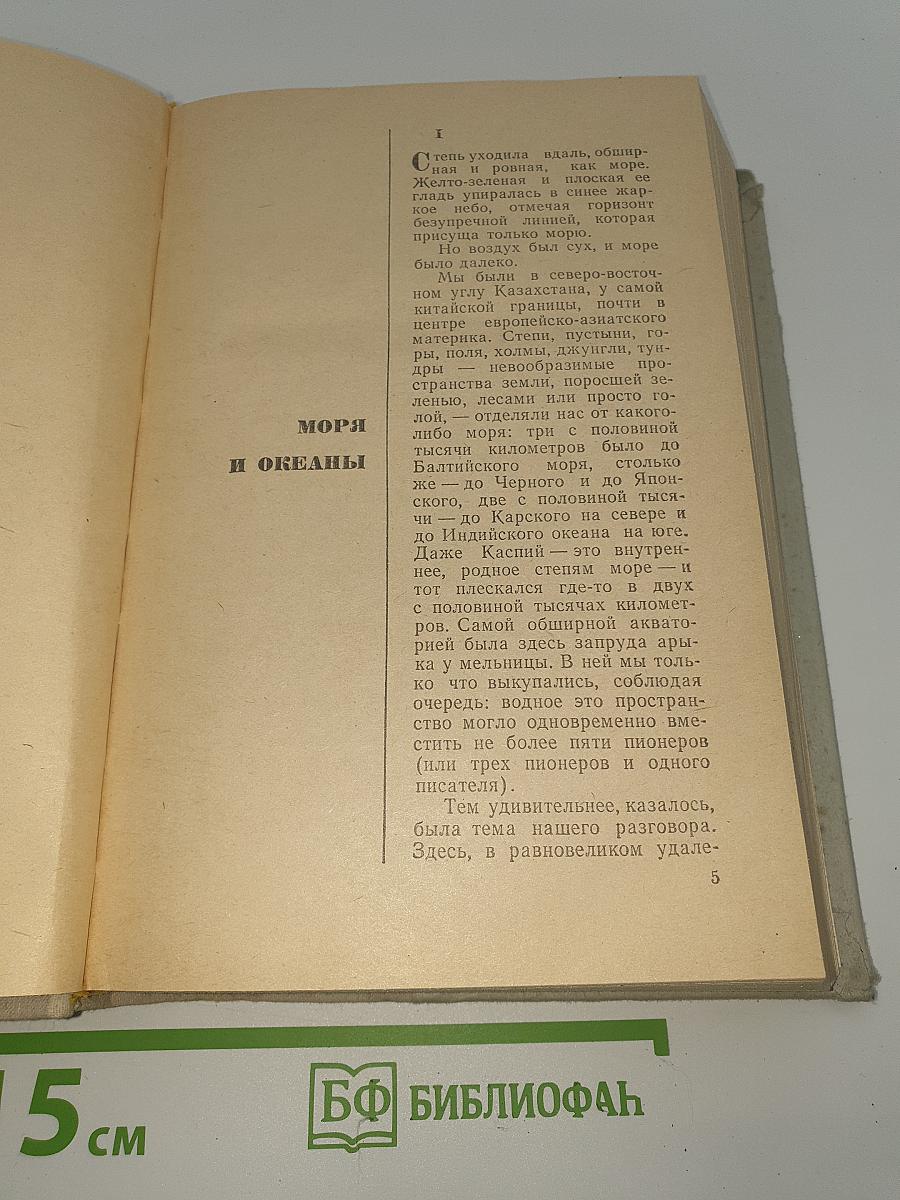 МОРЯ
И ОКЕАНЫ
I
Степь уходила вдаль, обшир-
ная и ровная, как море.
Желто-зеленая и плоская ее
гладь упиралась в синее жар-
кое небо, отмечая горизонт
безупречной линией, которая
присуща только морю.
Но воздух был сух, и море
было далеко.
Мы были в северо-восточ-
ном углу Казахстана, у самой
китайской границы, почти в
центре европейско-азиатского
материка. Степи, пустыни, го-
ры, поля, холмы, джунгли, тун-
дры — невообразимые про-
странства земли, поросшей зе-
ленью, лесами или просто го-
лой, — отделяли нас от какого-
либо моря: три с половиной
тысячи километров было до
Балтийского моря, столько
же — до Черного и до Япон-
ского, две с половиной тыся-
чи — до Карского на севере и
до Индийского океана на юге.
Даже Каспий — это внутрен-
нее, родное степям море — и
тот плескался где-то в двух
с половиной тысячах километ-
ров. Самой обширной аквато-
рией была здесь запруда ары-
ка у мельницы. В ней мы толь-
ко что выкупались, соблюдая
очередь: водное это простран-
ство могло одновременно вме-
стить не более пяти пионеров
(или трех пионеров и одного
писателя).
Тем удивительнее, казалось,
была тема нашего разговора.
Здесь, в равновеликом удале-
5
15 см
БФ БИБЛИОФАН